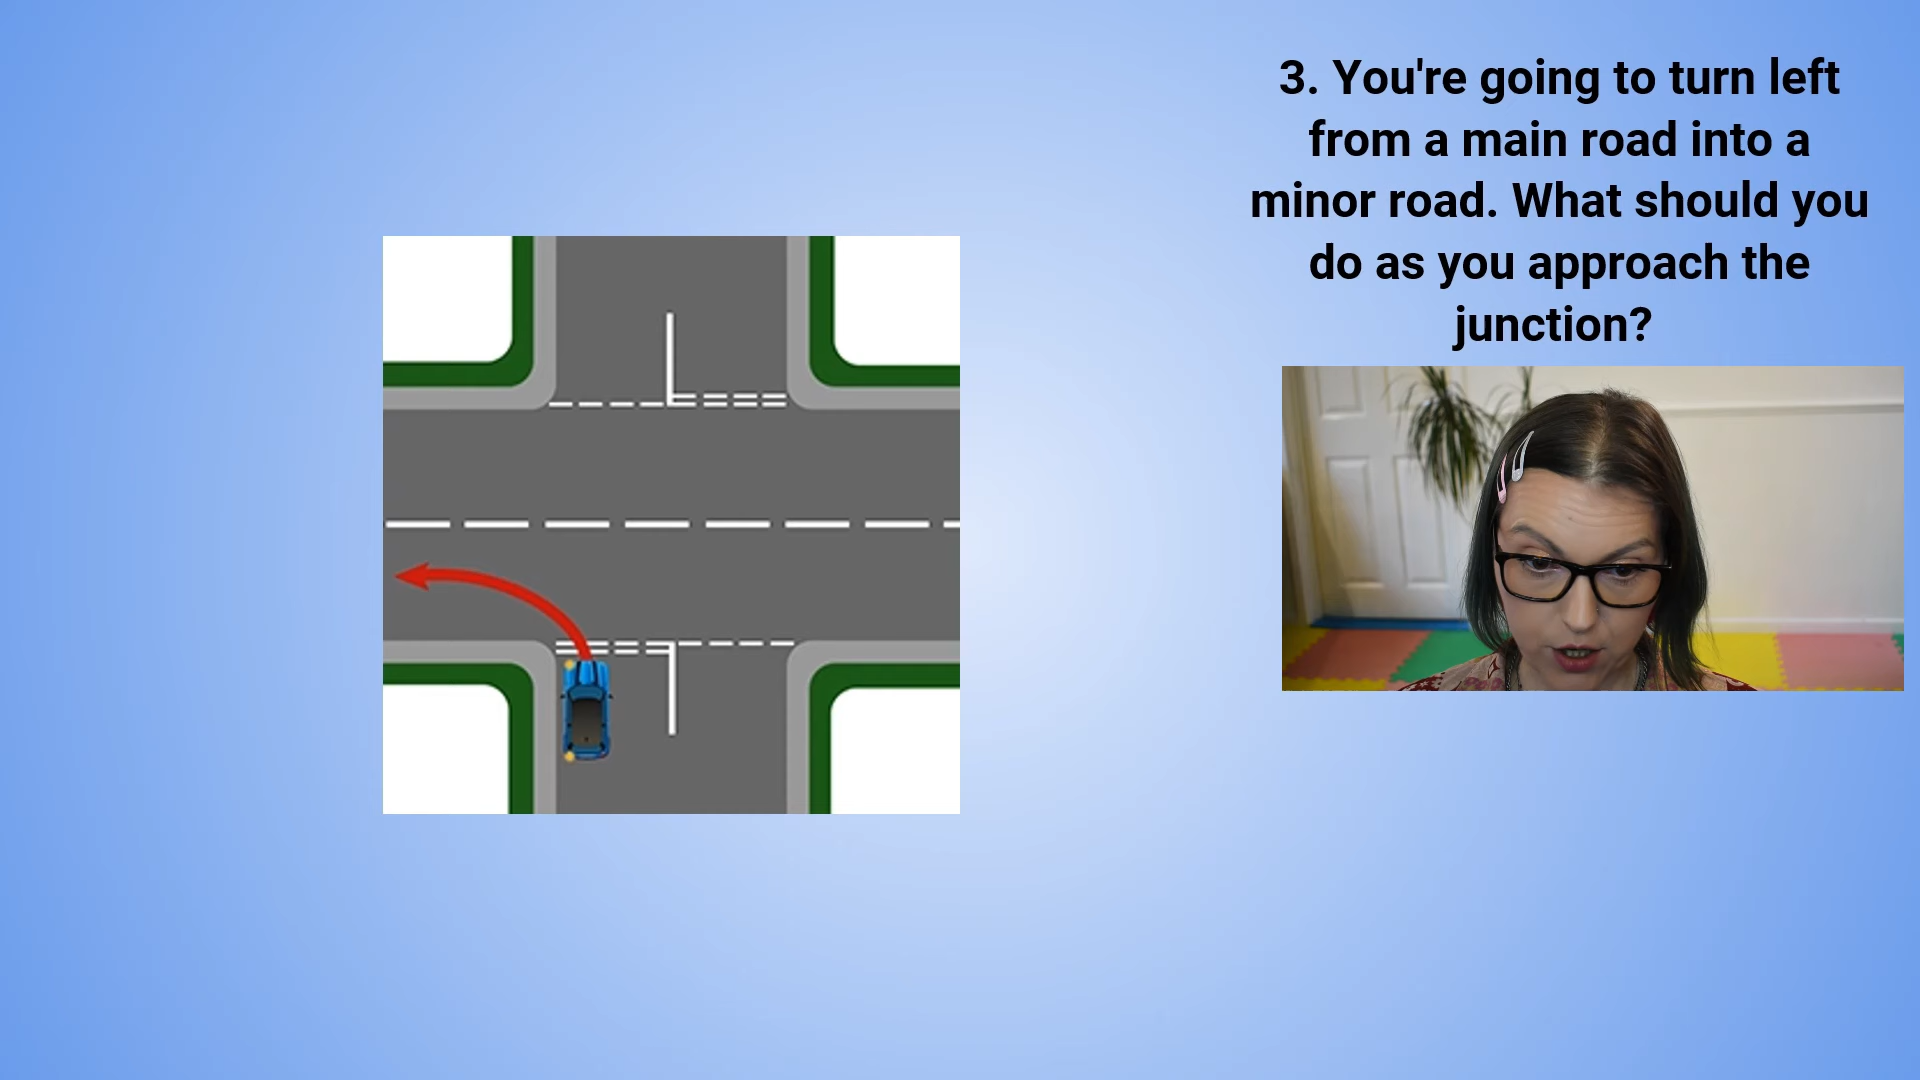 3. You're going to turn left
from a main road into a
minor road. What should you
do as you approach the
junction?